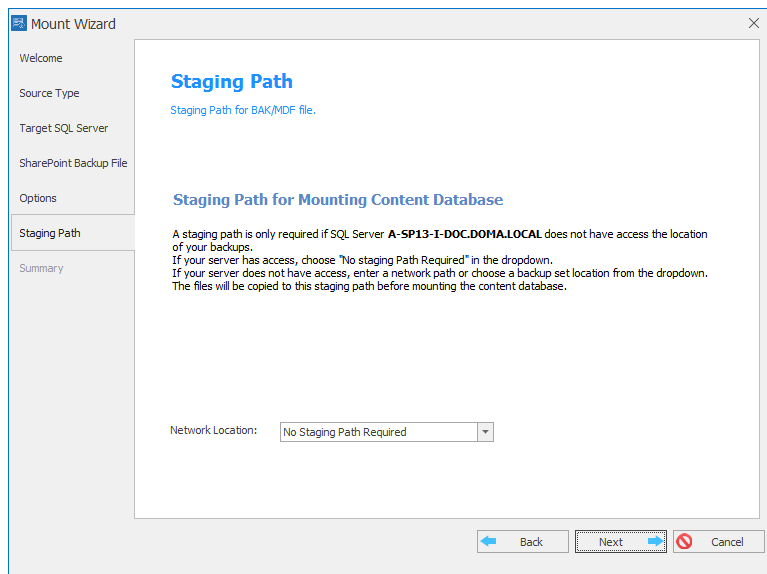 Mount Wizard
Welcome
Source Type
Target SQL Server
SharePoint Backup File
Options
Staging Path
Summary
Staging Path
Staging Path for BAK/MDF file.
Staging Path for Mounting Content Database
A staging path is only required if SQL Server A-SP13-I-DOC.DOMA.LOCAL does not have access the location
of your backups.
If your server has access, choose "No staging Path Required" in the dropdown.
If your server does not have access, enter a network path or choose a backup set location from the dropdown.
The files will be copied to this staging path before mounting the content database.
Network Location:
No Staging Path Required
Back
Next
Cancel